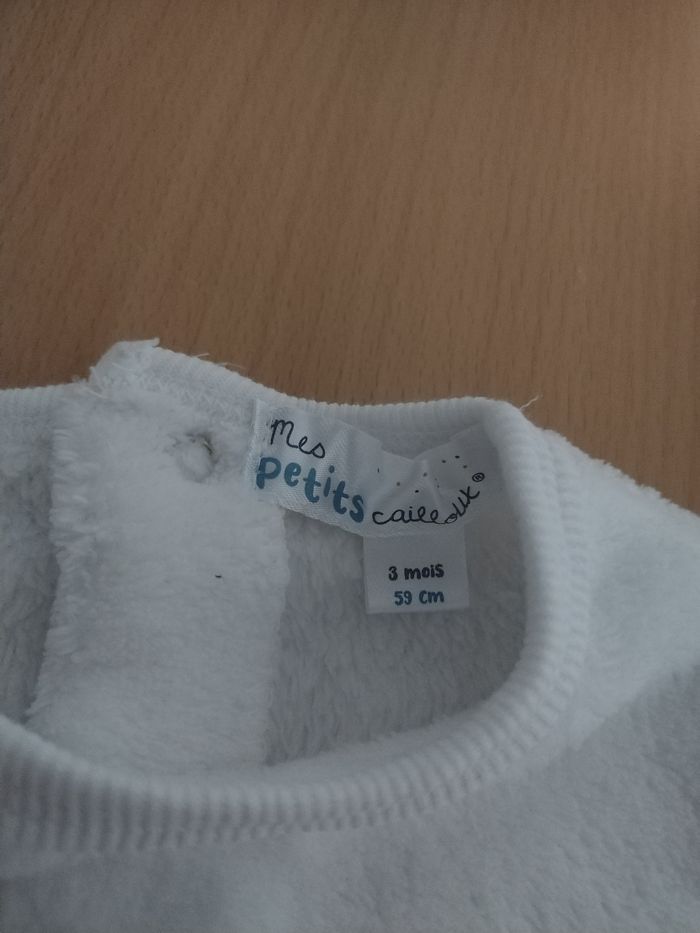 Mes
petits
cailloux®
3 mois
59 cm